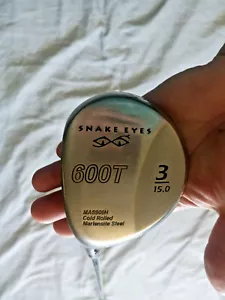 SNAKE EYES
600T
3
15.0
MAS500H
Cold Rolled
Martensite Steel